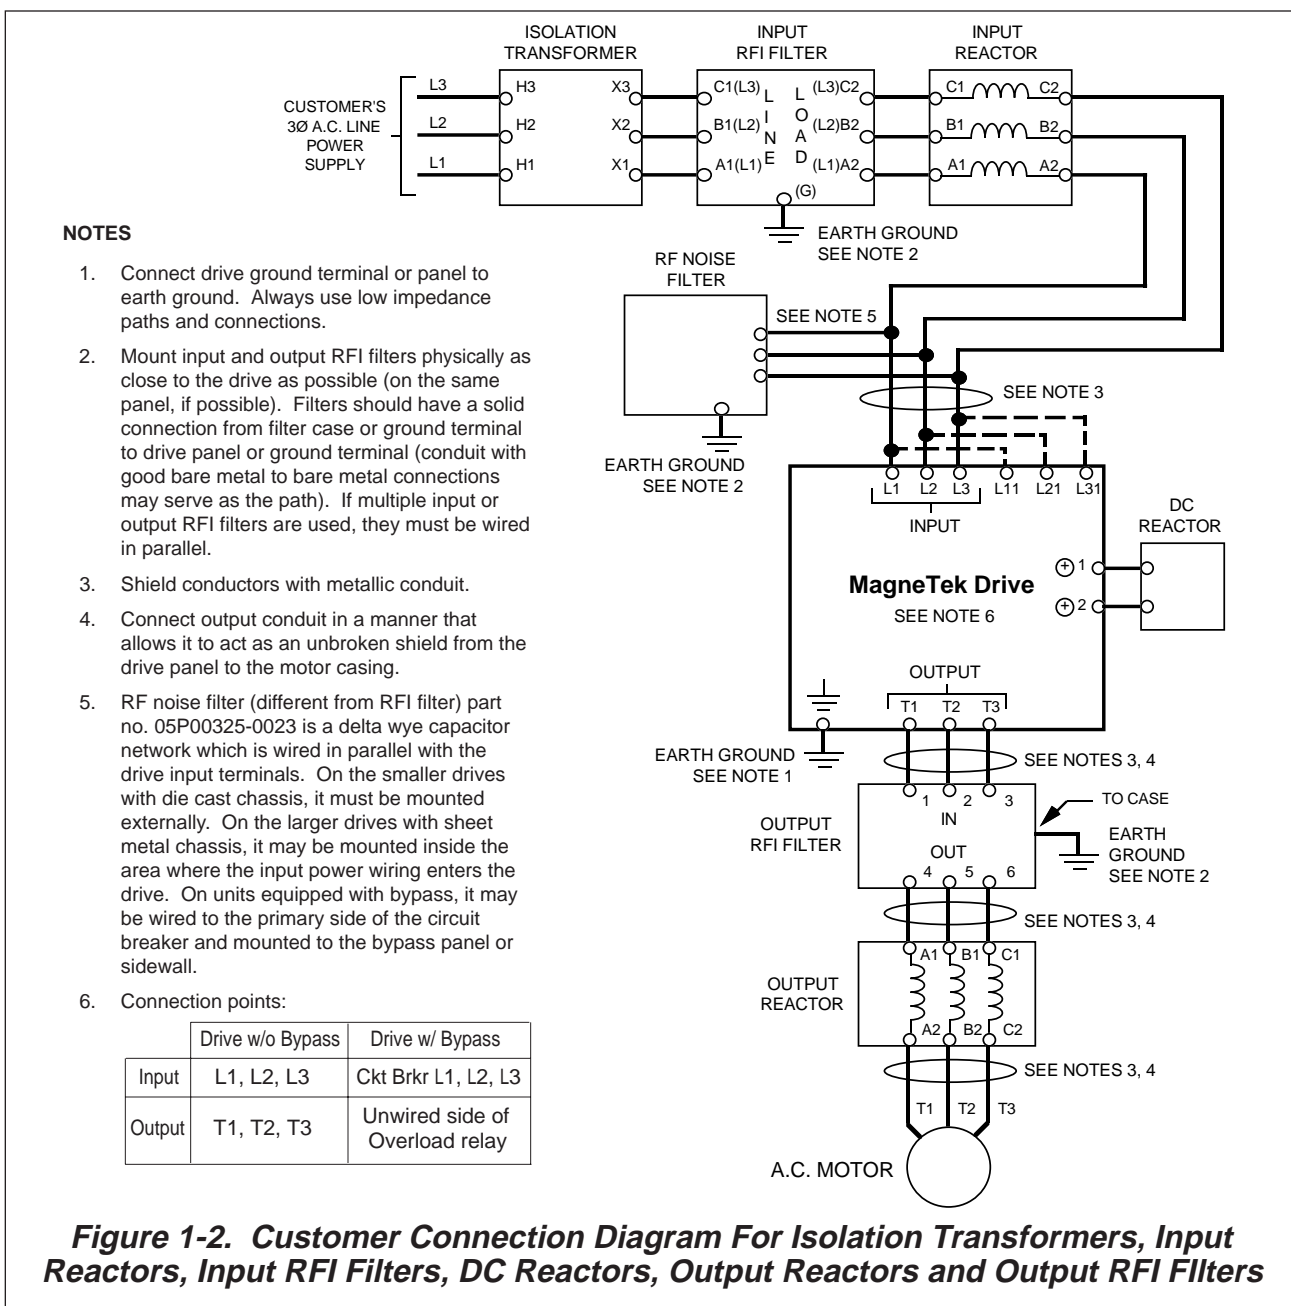 ISOLATION
TRANSFORMER
INPUT
RFI FILTER
INPUT
REACTOR
CUSTOMER'S
3Ø A.C. LINE
POWER
SUPPLY
L3
L2
L1
H3
H2
H1
X3
X2
X1
C1(L3)
B1(L2)
A1(L1)
LINE
LOAD
(L3)C2
(L2)B2
(L1)A2
(G)
C1
C2
B1
B2
A1
A2
EARTH GROUND
SEE NOTE 2
RF NOISE
FILTER
SEE NOTE 5
SEE NOTE 3
EARTH GROUND
SEE NOTE 2
L1 L2 L3 L11 L21 L31
INPUT
DC
REACTOR
+ 1
+ 2
MagneTek Drive
SEE NOTE 6
OUTPUT
T1 T2 T3
EARTH GROUND
SEE NOTE 1
SEE NOTES 3, 4
1 2 3
IN
OUTPUT
RFI FILTER
OUT
4 5 6
TO CASE
EARTH
GROUND
SEE NOTE 2
SEE NOTES 3, 4
A1 B1 C1
OUTPUT
REACTOR
A2 B2 C2
SEE NOTES 3, 4
T1 T2 T3
A.C. MOTOR
NOTES
1. Connect drive ground terminal or panel to
earth ground. Always use low impedance
paths and connections.
2. Mount input and output RFI filters physically as
close to the drive as possible (on the same
panel, if possible). Filters should have a solid
connection from filter case or ground terminal
to drive panel or ground terminal (conduit with
good bare metal to bare metal connections
may serve as the path). If multiple input or
output RFI filters are used, they must be wired
in parallel.
3. Shield conductors with metallic conduit.
4. Connect output conduit in a manner that
allows it to act as an unbroken shield from the
drive panel to the motor casing.
5. RF noise filter (different from RFI filter) part
no. 05P00325-0023 is a delta wye capacitor
network which is wired in parallel with the
drive input terminals. On the smaller drives
with die cast chassis, it must be mounted
externally. On the larger drives with sheet
metal chassis, it may be mounted inside the
area where the input power wiring enters the
drive. On units equipped with bypass, it may
be wired to the primary side of the circuit
breaker and mounted to the bypass panel or
sidewall.
6. Connection points:
Drive w/o Bypass Drive w/ Bypass
Input L1, L2, L3 Ckt Brkr L1, L2, L3
Output T1, T2, T3 Unwired side of
Overload relay
Figure 1-2. Customer Connection Diagram For Isolation Transformers, Input
Reactors, Input RFI Filters, DC Reactors, Output Reactors and Output RFI FIlters